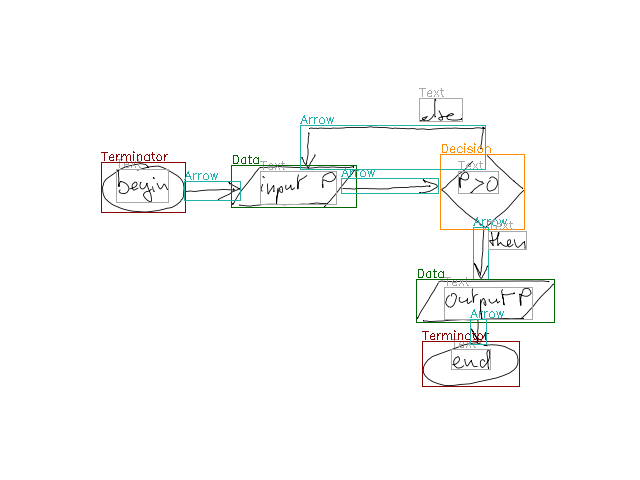 Text
else
Arrow
Decision
Terminator
Text
begin
Arrow
Data
Text
input P
Arrow
Text
P>0
Arrow
Text
then
Data
Text
output P
Arrow
Terminator
Text
end